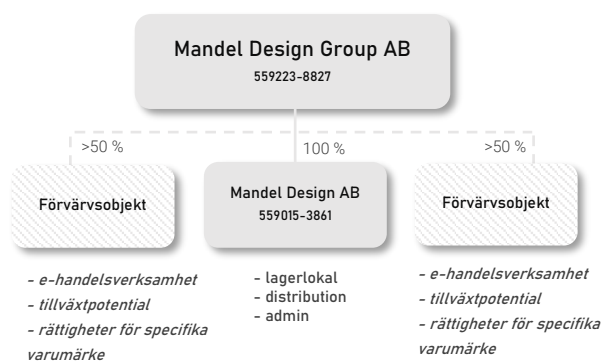 Mandel Design Group AB
559223-8827
>50 %
100 %
>50 %
Förvärvsobjekt
Mandel Design AB
559015-3861
Förvärvsobjekt
- e-handelsverksamhet
- tillväxtpotential
- rättigheter för specifika
varumärke
- lagerlokal
- distribution
- admin
- e-handelsverksamhet
- tillväxtpotential
- rättigheter för specifika
varumärke